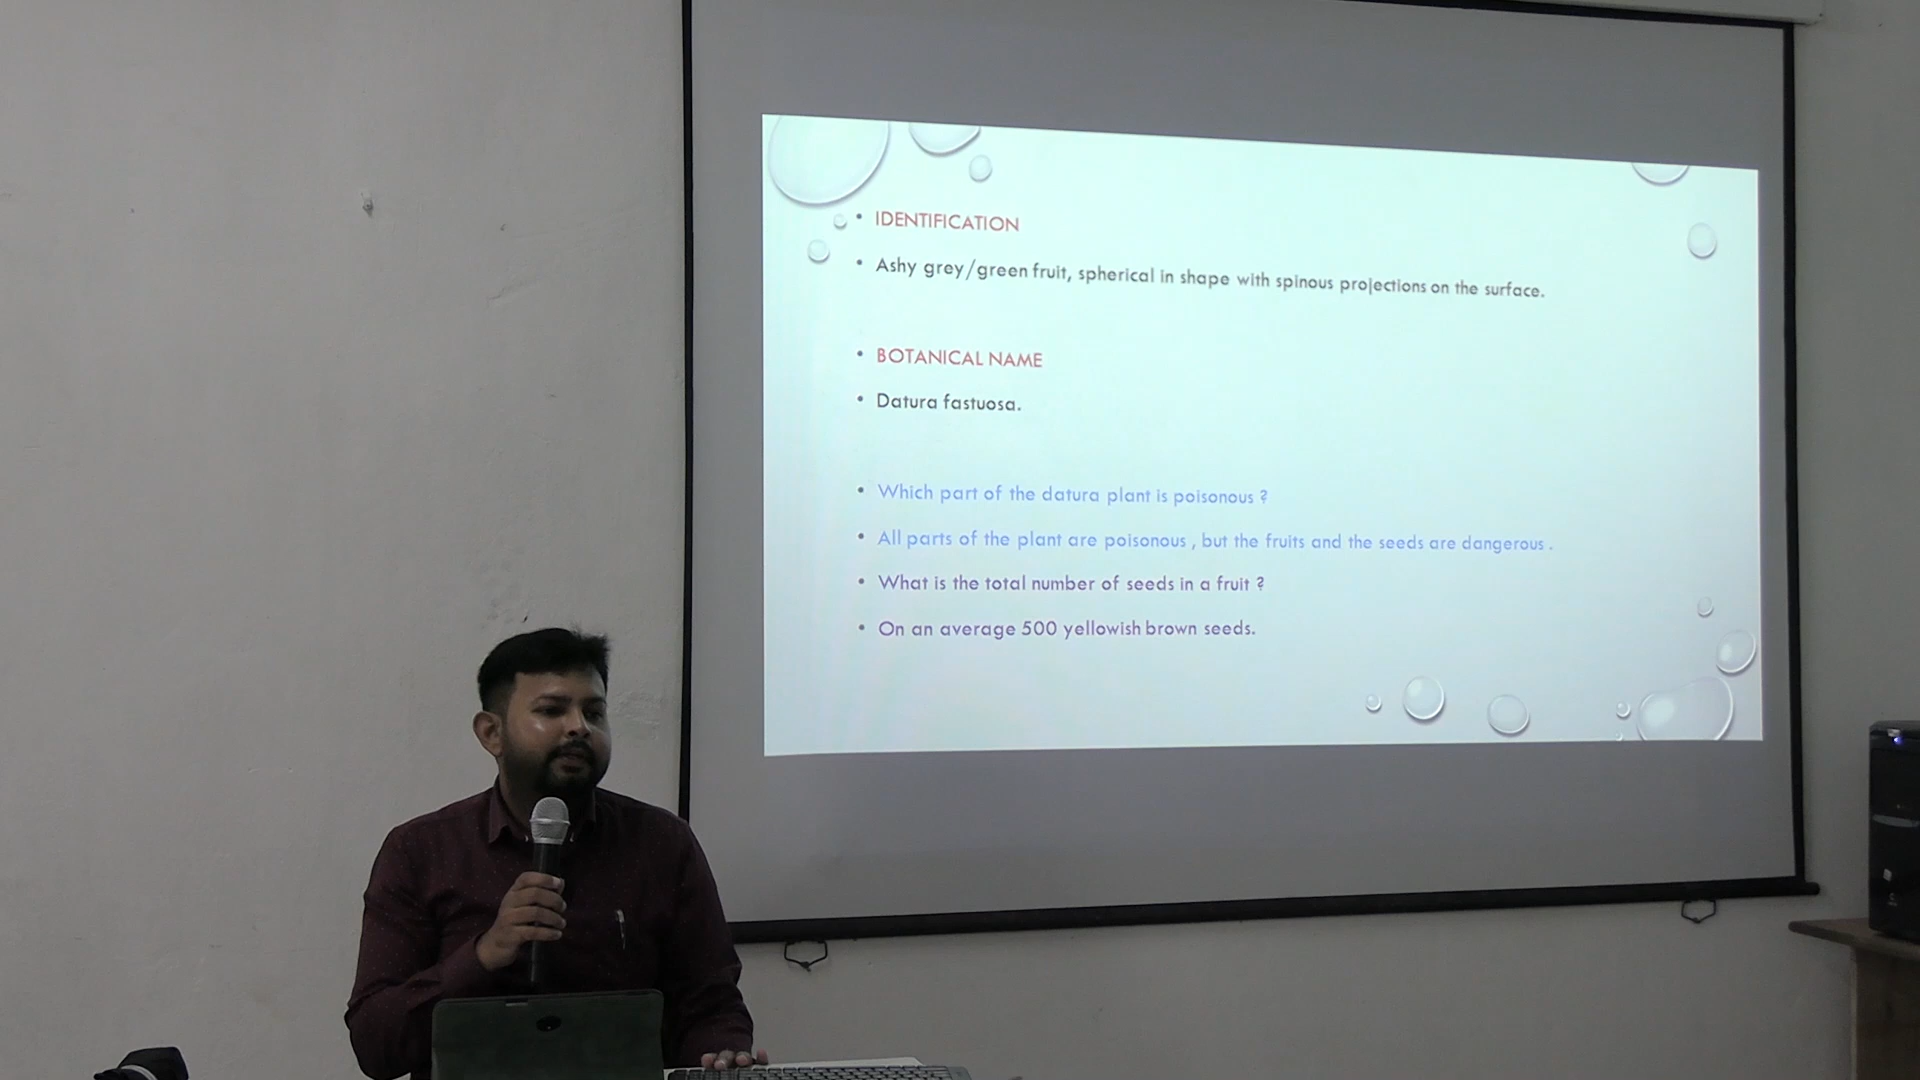 • IDENTIFICATION
• Ashy grey/green fruit, spherical in shape with spinous projections on the surface.
• BOTANICAL NAME
• Datura fastuosa.
• Which part of the datura plant is poisonous ?
• All parts of the plant are poisonous , but the fruits and the seeds are dangerous .
• What is the total number of seeds in a fruit ?
• On an average 500 yellowish brown seeds.